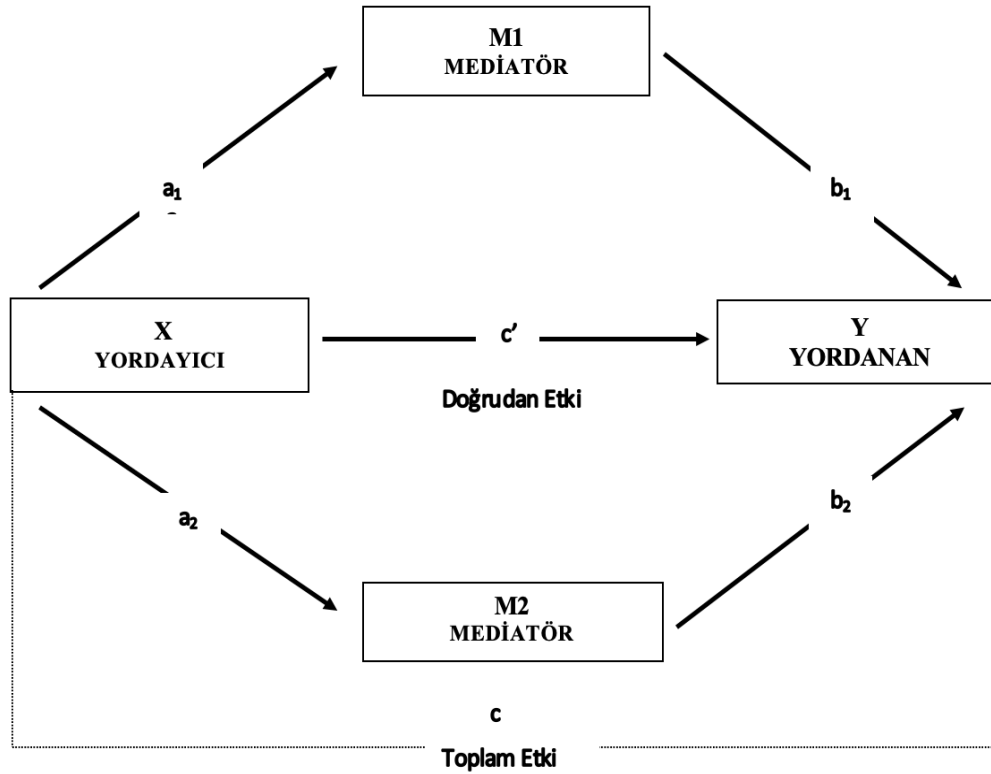 M1
MEDİATÖR
a₁
b₁
X
YORDAYICI
c’
Y
YORDANAN
Doğrudan Etki
a₂
b₂
M2
MEDİATÖR
c
Toplam Etki